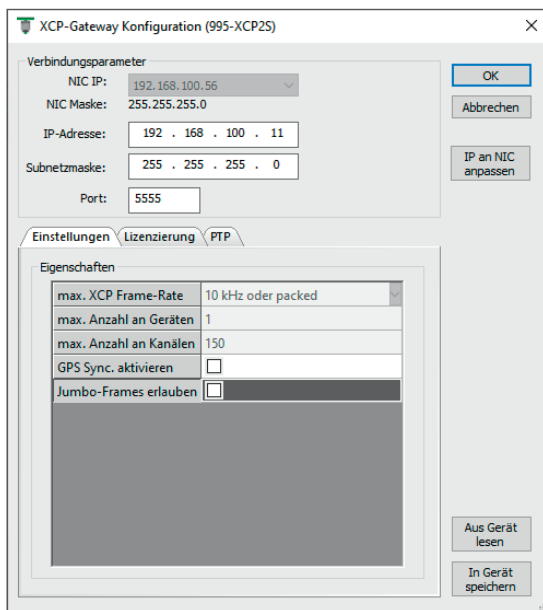 XCP-Gateway Konfiguration (995-XCP2S)
Verbindungsparameter
NIC IP: 192.168.100.56
NIC Maske: 255.255.255.0
IP-Adresse: 192 . 168 . 100 . 11
Subnetzmaske: 255 . 255 . 255 . 0
Port: 5555
OK
Abbrechen
IP an NIC
anpassen
Einstellungen Lizenzierung PTP
Eigenschaften
max. XCP Frame-Rate 10 kHz oder packed
max. Anzahl an Geräten 1
max. Anzahl an Kanälen 150
GPS Sync. aktivieren
Jumbo-Frames erlauben
Aus Gerät
lesen
In Gerät
speichern